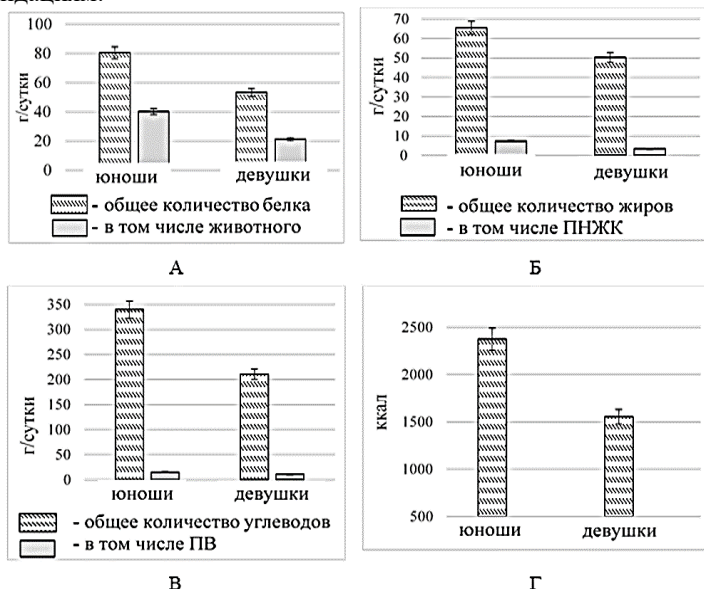 100
80
60
40
20
0
г/сутки
юноши девушки
- общее количество белка
- в том числе животного
А
70
60
50
40
30
20
10
0
г/сутки
юноши девушки
- общее количество жиров
- в том числе ПНЖК
Б
350
300
250
200
150
100
50
0
г/сутки
юноши девушки
- общее количество углеводов
- в том числе ПВ
В
2500
2000
1500
1000
500
ккал
юноши девушки
Г